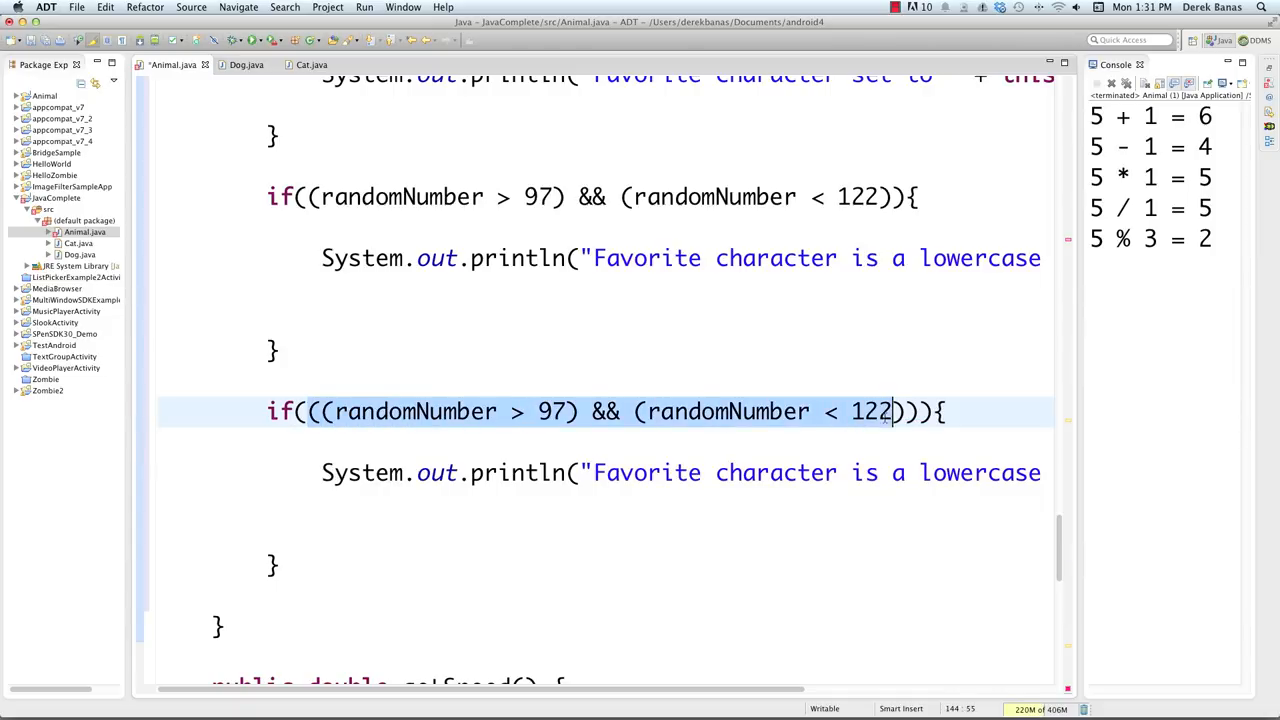 ADT File Edit Refactor Source Navigate Search Project Run Window Help 10 Mon 1:31 PM Derek Banas
Java - JavaComplete/src/Animal.java - ADT - /Users/derekbanas/Documents/android4
Quick Access Java DDMS
Package Exp *Animal.java Dog.java Cat.java Console
<terminated> Animal (1) [Java Application] /S
System.out.println("Favorite character set to " + this
Animal
appcompat_v7
appcompat_v7_2
appcompat_v7_3
appcompat_v7_4
BridgeSample
HelloWorld
HelloZombie
ImageFilterSampleApp
JavaComplete
src
(default package)
Animal.java
Cat.java
Dog.java
JRE System Library [Ja
ListPickerExample2Activi
MediaBrowser
MultiWindowSDKExample
MusicPlayerActivity
SlookActivity
SPenSDK30_Demo
TestAndroid
TextGroupActivity
VideoPlayerActivity
Zombie
Zombie2
}
if((randomNumber > 97) && (randomNumber < 122)){
System.out.println("Favorite character is a lowercase
}
if(((randomNumber > 97) && (randomNumber < 122))){
System.out.println("Favorite character is a lowercase
}
}
public double getSpeed() {
5 + 1 = 6
5 - 1 = 4
5 * 1 = 5
5 / 1 = 5
5 % 3 = 2
Writable Smart Insert 144 : 55 220M of 406M